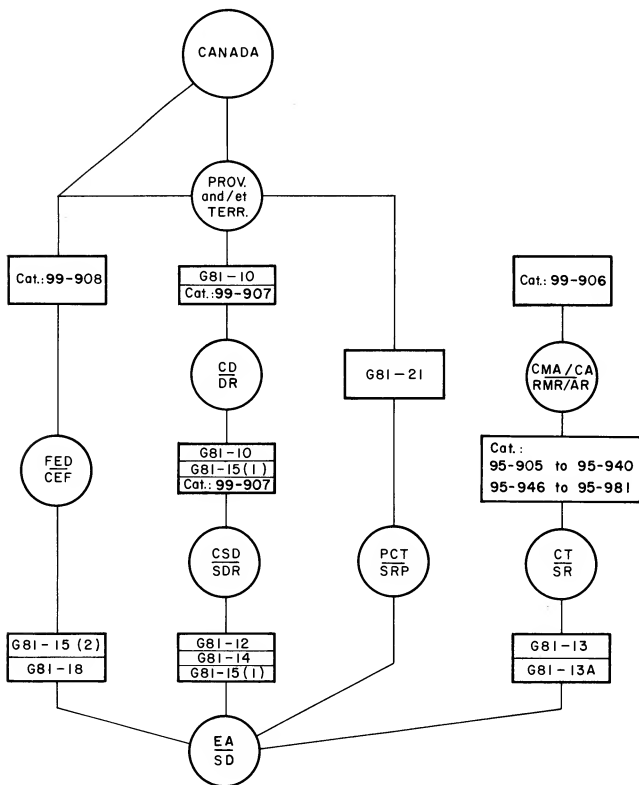 CANADA
PROV.
and/et
TERR.
Cat.:99-908
G81-10
Cat.:99-907
Cat.: 99-906
CD
DR
G81-21
CMA/CA
RMR/AR
FED
CEF
G81-10
G81-15(1)
Cat.: 99-907
Cat.:
95-905 to 95-940
95-946 to 95-981
CSD
SDR
PCT
SRP
CT
SR
G81-15 (2)
G81-18
G81-12
G81-14
G81-15(1)
G81-13
G81-13A
EA
SD